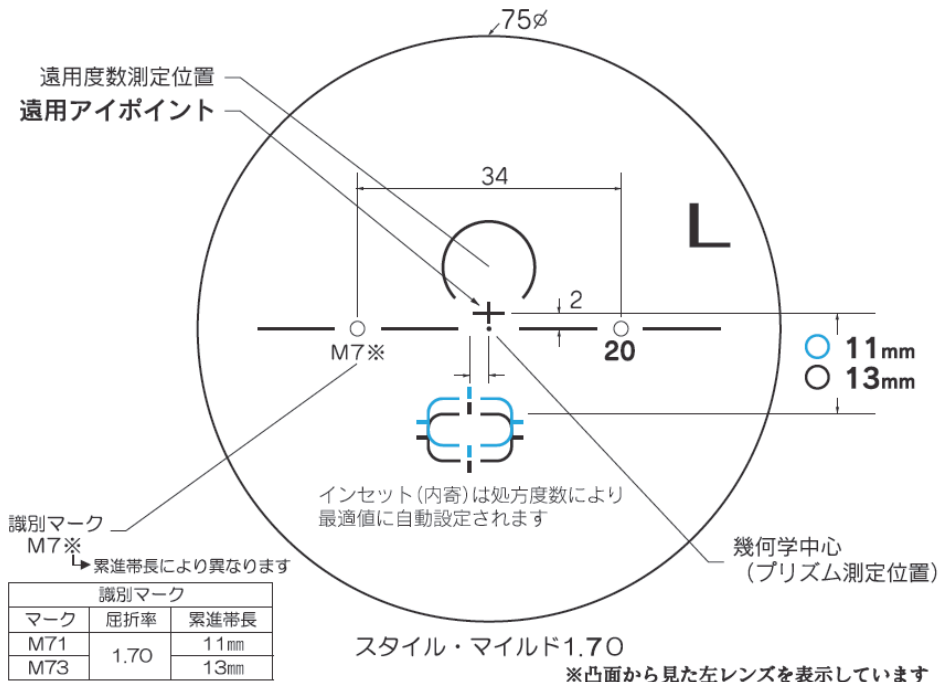 75φ
遠用度数測定位置
遠用アイポイント
34
L
2
M7※
20
11mm
13mm
インセット(内寄)は処方度数により
最適値に自動設定されます
識別マーク
M7※
累進帯長により異なります
幾何学中心
(プリズム測定位置)
識別マーク
マーク 屈折率 累進帯長
M71 1.70 11㎜
M73 13㎜
スタイル・マイルド1.70
※凸面から見た左レンズを表示しています